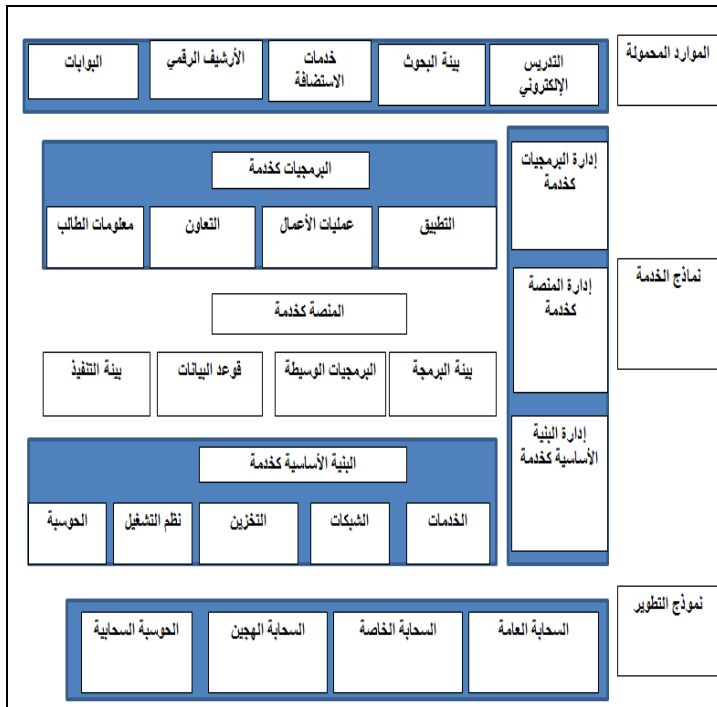 الموارد المحمولة
التدريس
الإلكتروني
بيئة البحوث
خدمات
الاستضافة
الأرشيف الرقمي
البوابات
نماذج الخدمة
إدارة البرمجيات
كخدمة
إدارة المنصة
كخدمة
إدارة البنية
الأساسية كخدمة
البرمجيات كخدمة
التطبيق
عمليات الأعمال
التعاون
معلومات الطالب
المنصة كخدمة
بيئة البرمجة
البرمجيات الوسيطة
قوعد البيانات
بيئة التنفيذ
البنية الأساسية كخدمة
الخدمات
الشبكات
التخزين
نظم التشغيل
الحوسبة
نموذج التطوير
السحابة العامة
السحابة الخاصة
السحابة الهجين
الحوسبة السحابية